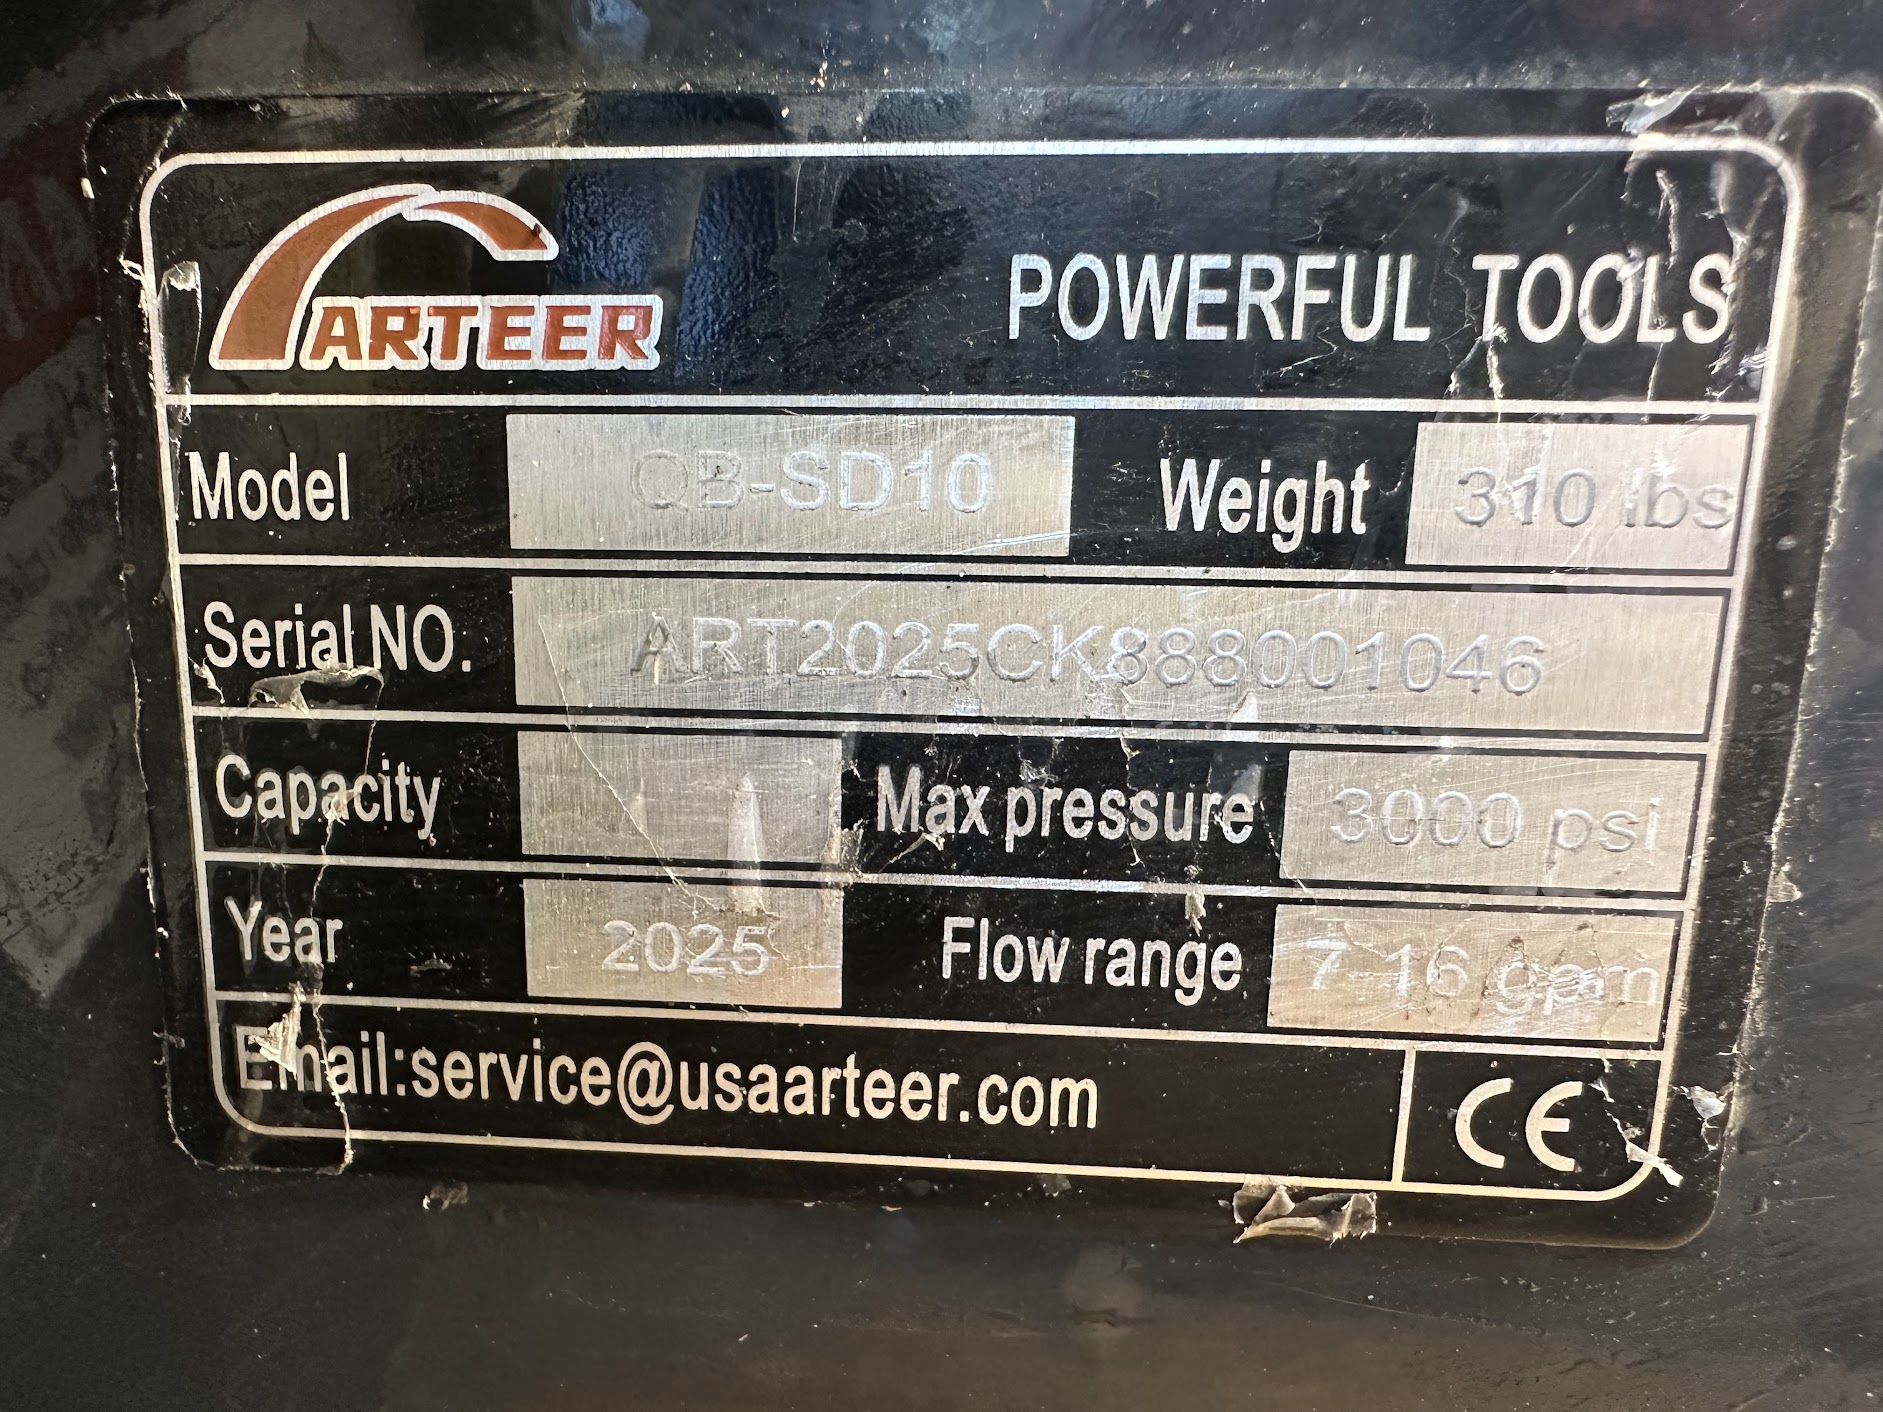 ARTEER
POWERFUL TOOLS
Model QB-SD10 Weight 310 lbs
Serial NO. ART2025CK888001046
Capacity Max pressure 3000 psi
Year 2025 Flow range 7-16 gpm
Email:service@usaarteer.com CE